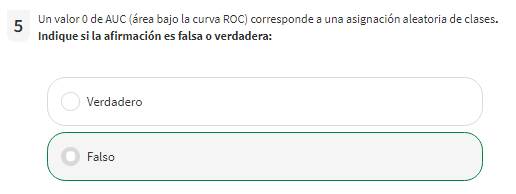 5
Un valor 0 de AUC (área bajo la curva ROC) corresponde a una asignación aleatoria de clases.
Indique si la afirmación es falsa o verdadera:
Verdadero
Falso